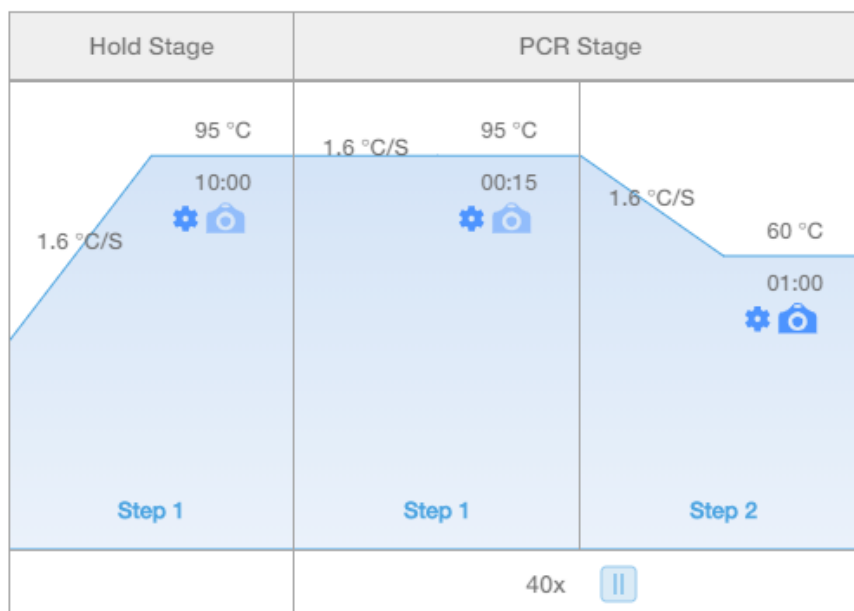 Hold Stage
PCR Stage
95 °C
10:00
1.6 °C/S
Step 1
1.6 °C/S
95 °C
00:15
Step 1
1.6 °C/S
60 °C
01:00
Step 2
40x